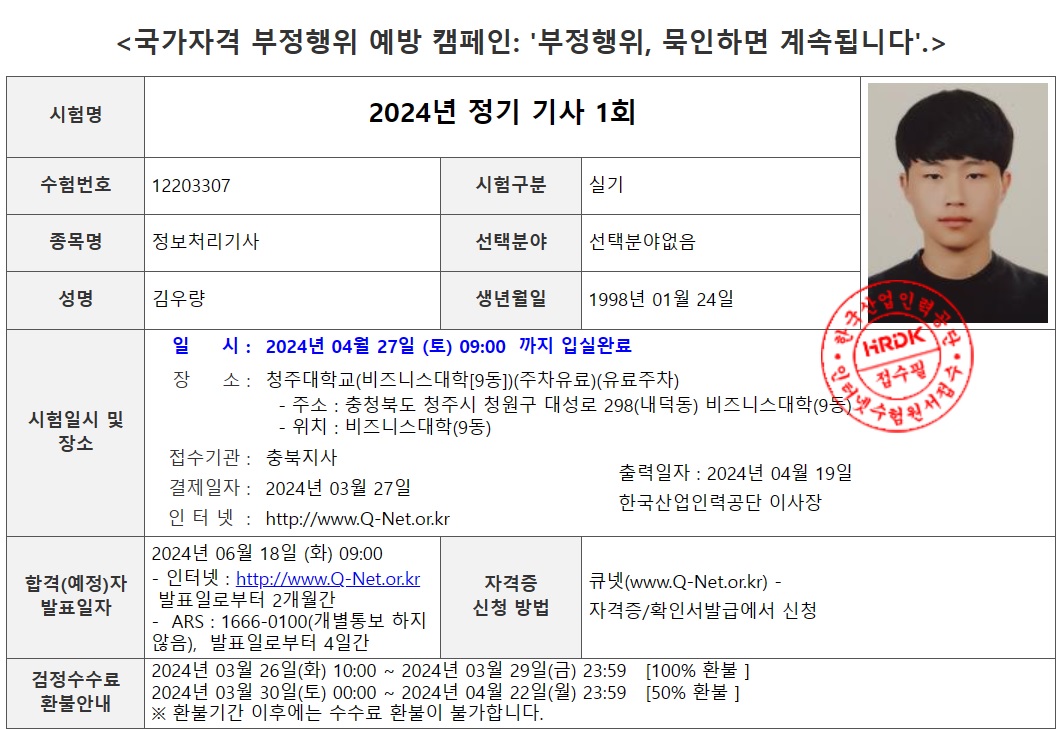 <국가자격 부정행위 예방 캠페인: '부정행위, 묵인하면 계속됩니다'.>
시험명 2024년 정기 기사 1회
수험번호 12203307 시험구분 실기
종목명 정보처리기사 선택분야 선택분야없음
성명 김우량 생년월일 1998년 01월 24일
시험일시 및
장소
일 시 : 2024년 04월 27일 (토) 09:00 까지 입실완료
장 소 : 청주대학교(비즈니스대학[9동])(주차유료)(유료주차)
- 주소 : 충청북도 청주시 청원구 대성로 298(내덕동) 비즈니스대학(9동)
- 위치 : 비즈니스대학(9동)
접수기관 : 충북지사
결제일자 : 2024년 03월 27일
인 터 넷 : http://www.Q-Net.or.kr
출력일자 : 2024년 04월 19일
한국산업인력공단 이사장
한국산업인력공단
HRDK
접수필
인터넷수험원서접수
합격(예정)자
발표일자
2024년 06월 18일 (화) 09:00
- 인터넷 : http://www.Q-Net.or.kr
발표일로부터 2개월간
- ARS : 1666-0100(개별통보 하지
않음), 발표일로부터 4일간
자격증
신청 방법
큐넷(www.Q-Net.or.kr) -
자격증/확인서발급에서 신청
검정수수료
환불안내
2024년 03월 26일(화) 10:00 ~ 2024년 03월 29일(금) 23:59 [100% 환불 ]
2024년 03월 30일(토) 00:00 ~ 2024년 04월 22일(월) 23:59 [50% 환불 ]
※ 환불기간 이후에는 수수료 환불이 불가합니다.